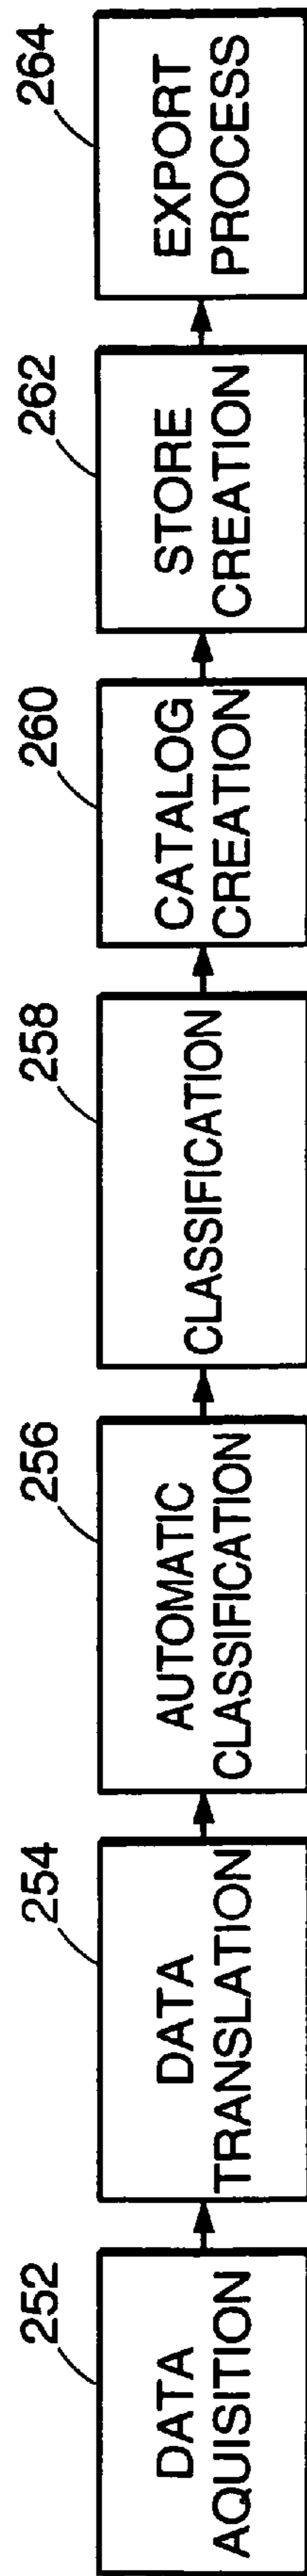 252
DATA
AQUISITION
254
DATA
TRANSLATION
256
AUTOMATIC
CLASSIFICATION
258
CLASSIFICATION
260
CATALOG
CREATION
262
STORE
CREATION
264
EXPORT
PROCESS